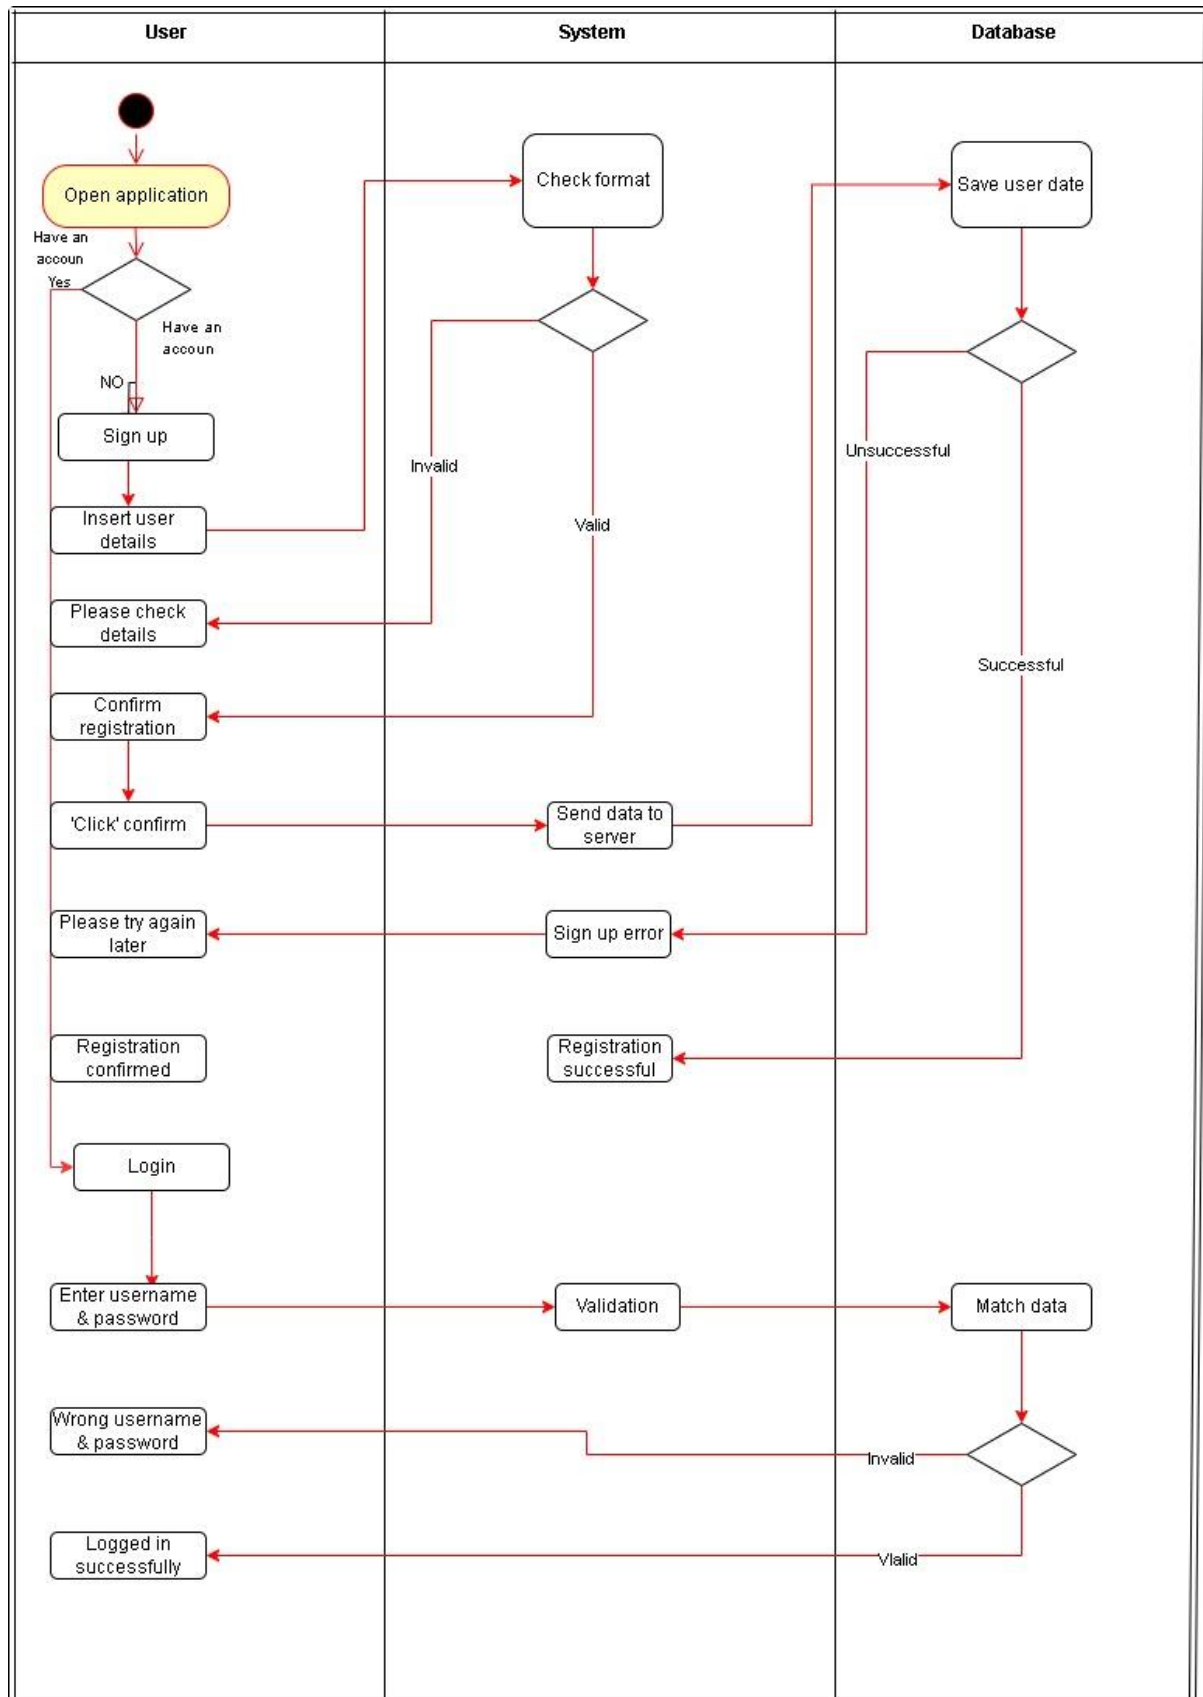 User
System
Database
Open application
Check format
Save user date
Have an
accoun
Yes
Have an
accoun
NO
Sign up
Invalid
Unsuccessful
Insert user
details
Valid
Please check
details
Successful
Confirm
registration
'Click' confirm
Send data to
server
Please try again
later
Sign up error
Registration
confirmed
Registration
successful
Login
Enter username
& password
Validation
Match data
Wrong username
& password
Invalid
Logged in
successfully
Vlalid